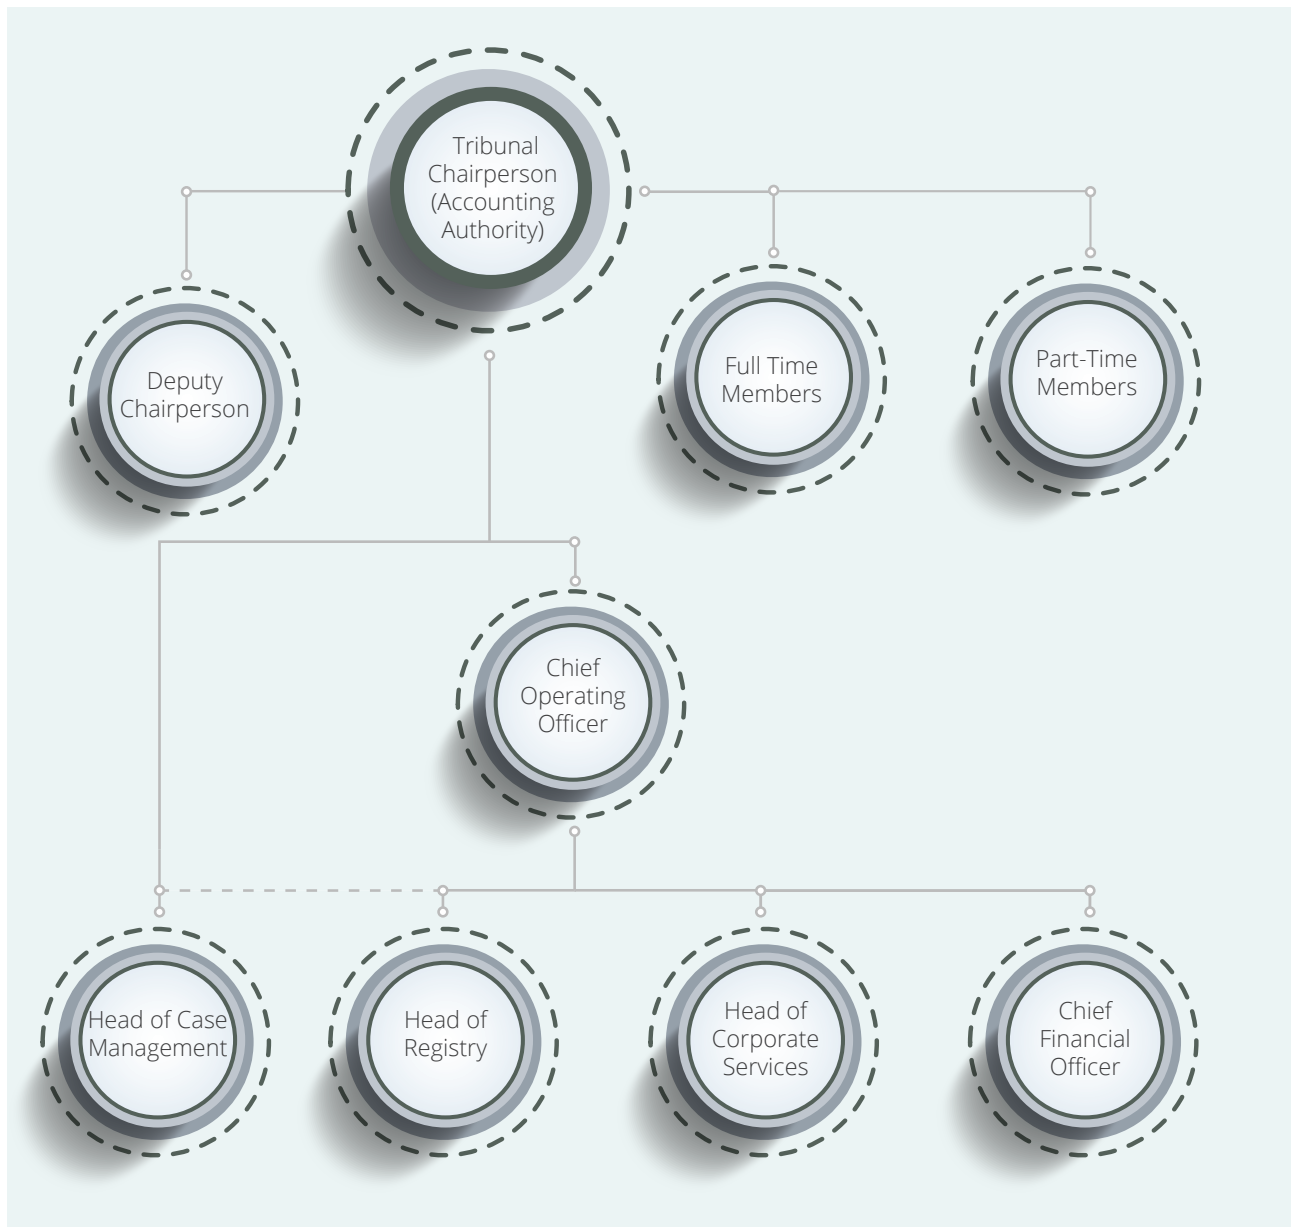 Tribunal
Chairperson
(Accounting
Authority)
Deputy
Chairperson
Full Time
Members
Part-Time
Members
Chief
Operating
Officer
Head of Case
Management
Head of
Registry
Head of
Corporate
Services
Chief
Financial
Officer